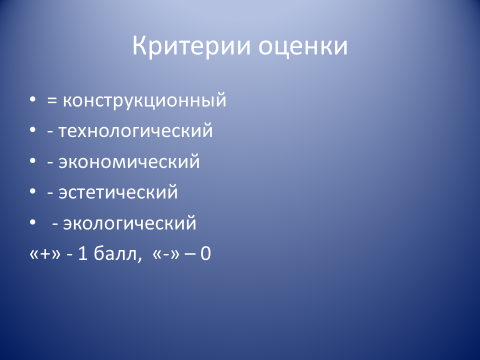 Критерии оценки
• = конструкционный
• - технологический
• - экономический
• - эстетический
• - экологический
«+» - 1 балл, «-» – 0